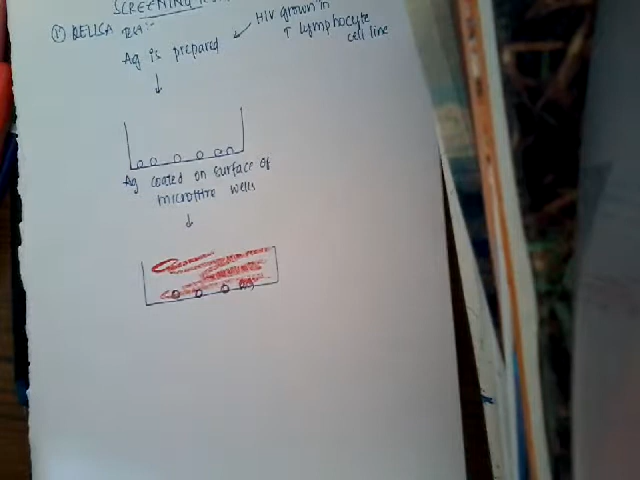 SCREENING
① ELISA test:
HIV grown in
T lymphocyte
cell line
Ag is prepared
Ag coated on surface of
microtitre wells